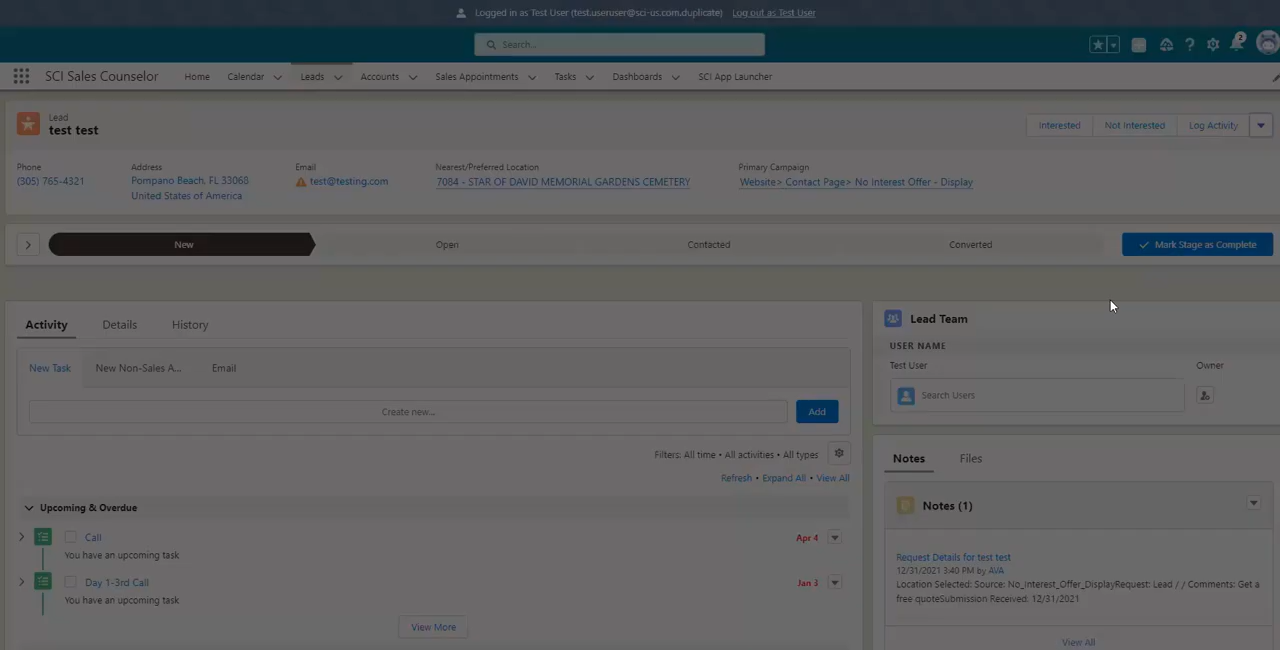 Logged in as Test User (test.useruser@sci-us.com.duplicate) Log out as Test User
Search...
2
SCI Sales Counselor Home Calendar Leads Accounts Sales Appointments Tasks Dashboards SCI App Launcher
Lead
test test
Interested Not Interested Log Activity
Phone Address Email Nearest/Preferred Location Primary Campaign
(305) 765-4321 Pompano Beach, FL 33068 test@testing.com 7084 - STAR OF DAVID MEMORIAL GARDENS CEMETERY Website> Contact Page> No Interest Offer - Display
United States of America
New Open Contacted Converted Mark Stage as Complete
Activity Details History
New Task New Non-Sales A... Email
Create new... Add
Filters: All time • All activities • All types
Refresh • Expand All • View All
Upcoming & Overdue
Call Apr 4
You have an upcoming task
Day 1-3rd Call Jan 3
You have an upcoming task
View More
Lead Team
USER NAME
Test User Owner
Search Users
Notes Files
Notes (1)
Request Details for test test
12/31/2021 3:40 PM by AVA
Location Selected: Source: No_Interest_Offer_DisplayRequest: Lead / / Comments: Get a
free quoteSubmission Received, 12/31/2021
View All